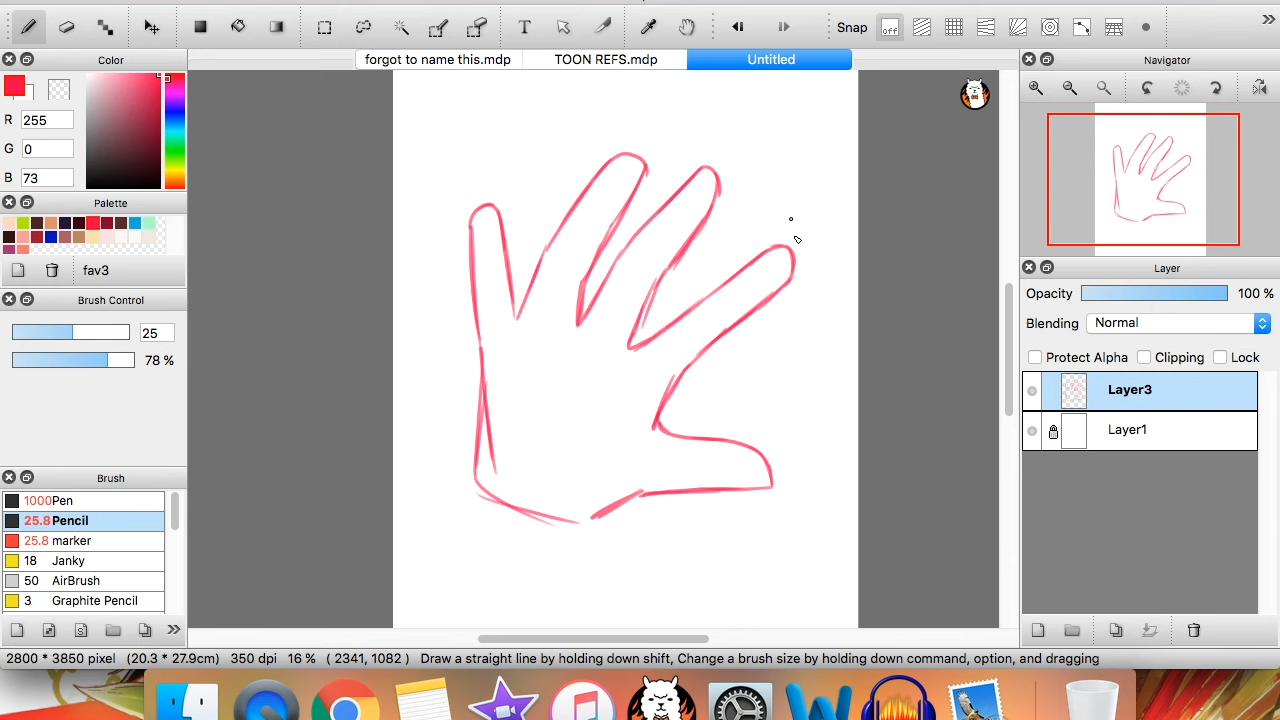 T
Snap
off
Color
forgot to name this.mdp
TOON REFS.mdp
Untitled
Navigator
R 255
G 0
B 73
Palette
fav3
Layer
Opacity 100 %
Brush Control
Blending Normal
25
78 %
Protect Alpha Clipping Lock
Layer3
Layer1
Brush
1000 Pen
25.8 Pencil
25.8 marker
18 Janky
50 AirBrush
3 Graphite Pencil
S
2800 * 3850 pixel (20.3 * 27.9cm) 350 dpi 16 % ( 2341, 1082 ) Draw a straight line by holding down shift, Change a brush size by holding down command, option, and dragging
W